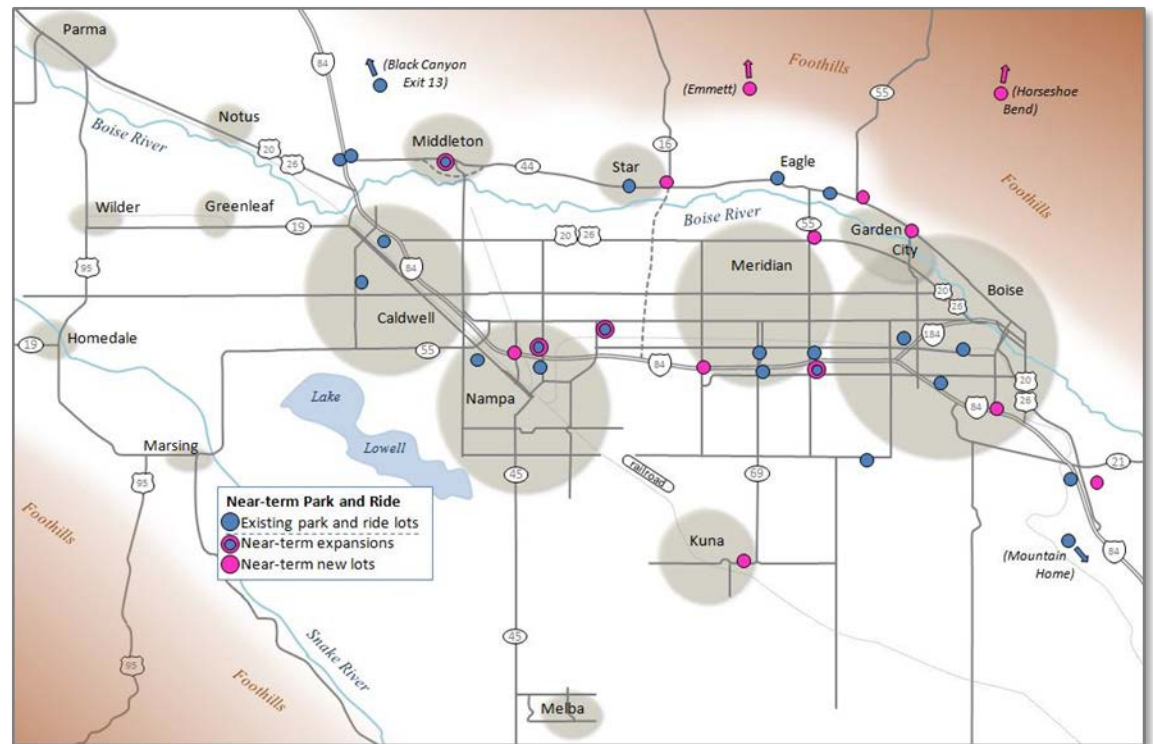 Parma
84
(Black Canyon
Exit 13)
(Emmett)
Foothills
55
(Horseshoe
Bend)
Notus
Boise River
20
26
Middleton
44
16
Star
Eagle
Foothills
Wilder
Greenleaf
19
Boise River
55
Garden
City
20
26
95
84
Meridian
Boise
20
26
Caldwell
184
Homedale
19
55
84
Nampa
Lake
Lowell
20
26
84
Marsing
95
45
railroad
69
21
Near-term Park and Ride
Existing park and ride lots
Near-term expansions
Near-term new lots
Foothills
Kuna
(Mountain
Home)
84
Snake River
45
95
Foothills
Melba